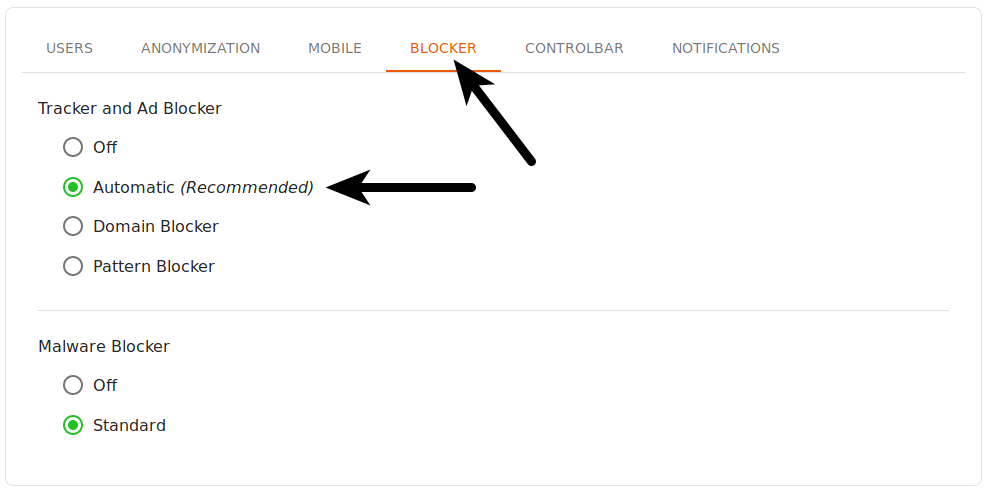 USERS ANONYMIZATION MOBILE BLOCKER CONTROLBAR NOTIFICATIONS
Tracker and Ad Blocker
Off
Automatic (Recommended)
Domain Blocker
Pattern Blocker
Malware Blocker
Off
Standard